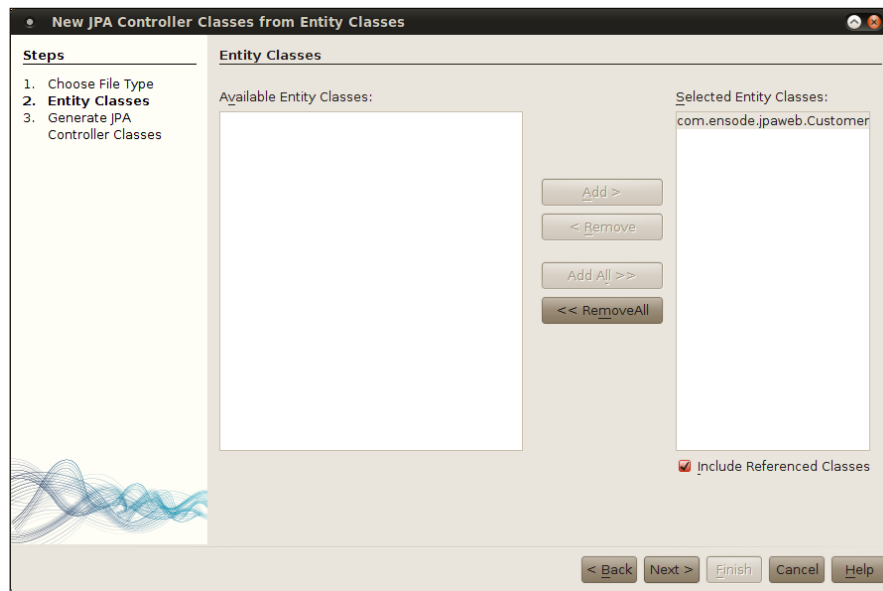 New JPA Controller Classes from Entity Classes
Steps
1. Choose File Type
2. Entity Classes
3. Generate JPA
Controller Classes
Entity Classes
Available Entity Classes:
Add >
< Remove
Add All >>
<< RemoveAll
Selected Entity Classes:
com.ensode.jpaweb.Customer
Include Referenced Classes
< Back
Next >
Finish
Cancel
Help